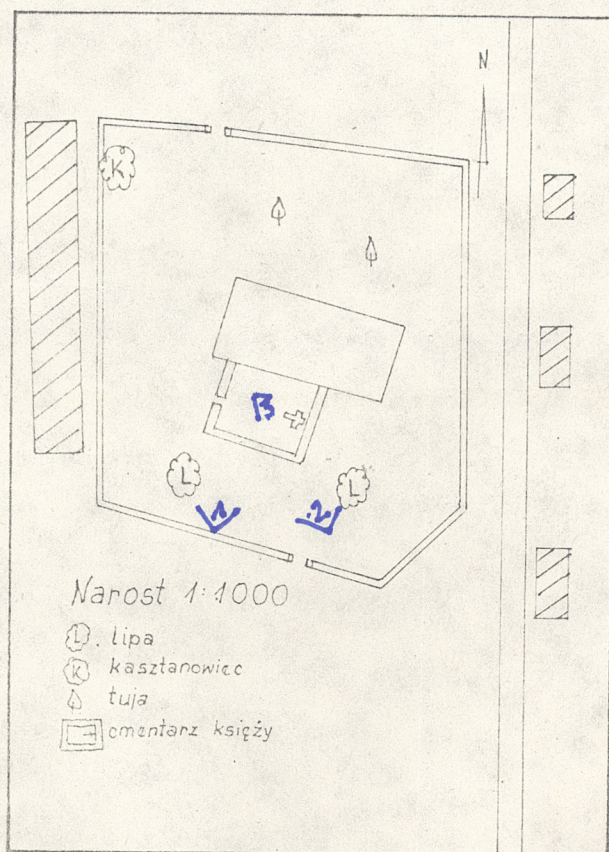 N
K
B
L
L
1
2
Narost 1:1000
L. lipa
K kasztanowiec
tuja
cmentarz księży